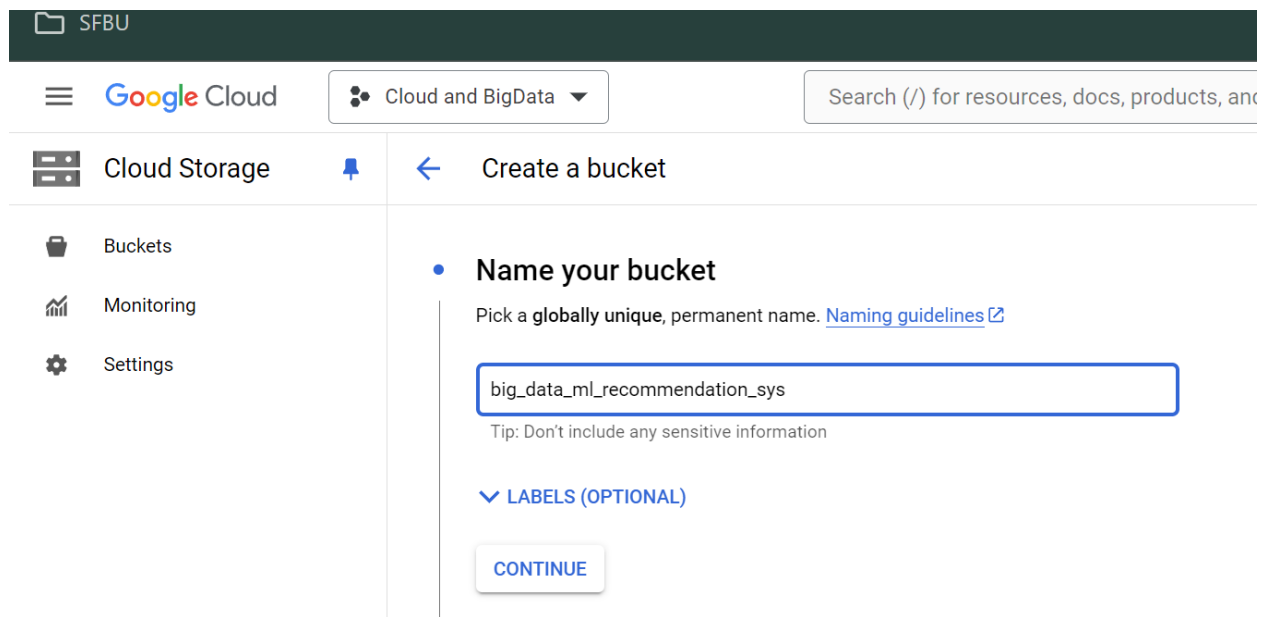 SFBU
Google Cloud
Cloud and BigData
Search (/) for resources, docs, products,
Cloud Storage
Create a bucket
Buckets
Monitoring
Settings
Name your bucket
Pick a globally unique, permanent name. Naming guidelines
big_data_ml_recommendation_sys
Tip: Don't include any sensitive information
LABELS (OPTIONAL)
CONTINUE